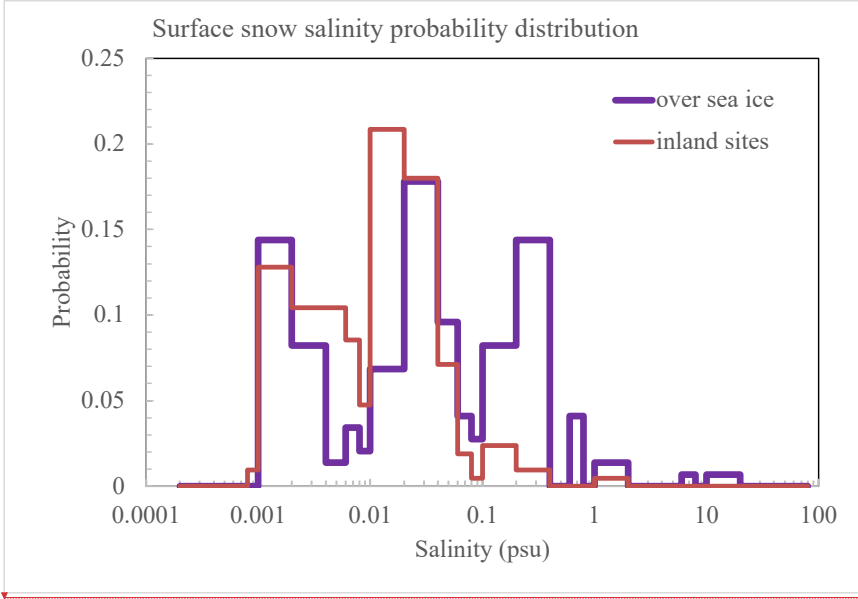 Surface snow salinity probability distribution
0.25
over sea ice
0.2
inland sites
0.15
Probability
0.1
0.05
0
0.0001 0.001 0.01 0.1 1 10 100
Salinity (psu)